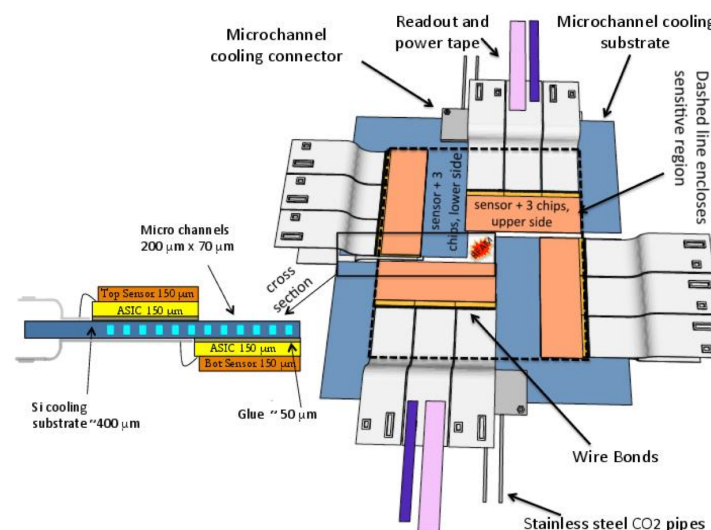 Readout and
power tape
Microchannel cooling
substrate
Microchannel
cooling connector
Dashed line encloses
sensitive region
sensor + 3
chips, lower side
sensor + 3 chips,
upper side
Micro channels
200 μm x 70 μm
cross
section
Top Sensor 150 μm
ASIC 150 μm
ASIC 150 μm
Bot Sensor 150 μm
Si cooling
substrate ~400 μm
Glue ~ 50 μm
Wire Bonds
Stainless steel CO2 pipes